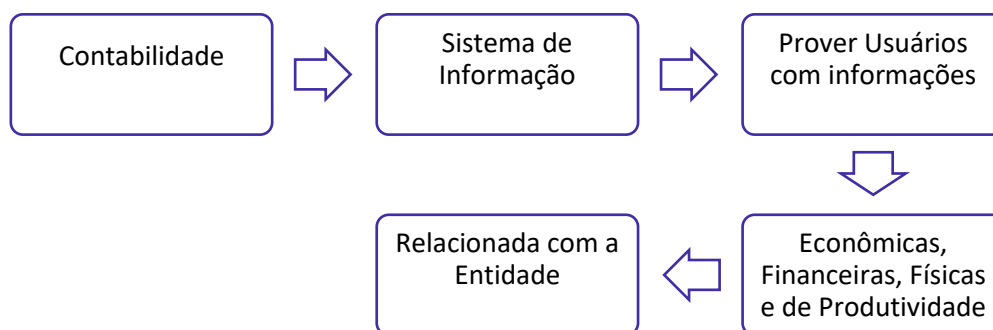 Contabilidade
Sistema de
Informação
Prover Usuários
com informações
Econômicas,
Financeiras, Físicas
e de Produtividade
Relacionada com a
Entidade